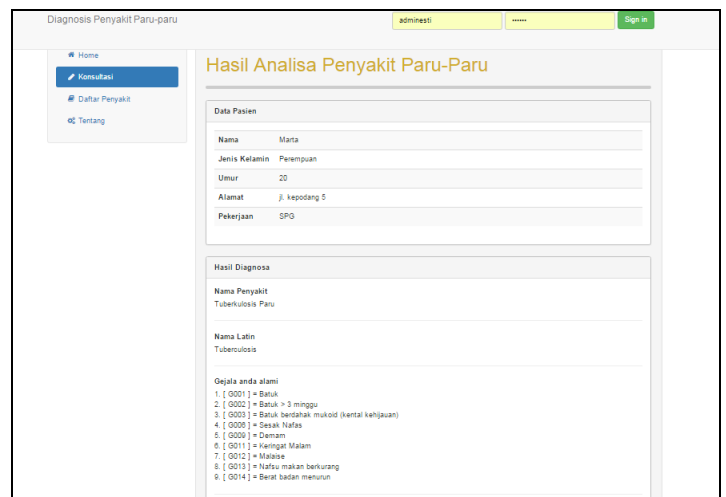 Diagnosis Penyakit Paru-paru
adminesti
••••••
Sign in
Home
Konsultasi
Daftar Penyakit
Tentang
Hasil Analisa Penyakit Paru-Paru
Data Pasien
Nama Marta
Jenis Kelamin Perempuan
Umur 20
Alamat jl. kepodang 5
Pekerjaan SPG
Hasil Diagnosa
Nama Penyakit
Tuberkulosis Paru
Nama Latin
Tuberculosis
Gejala anda alami
1. [ G001 ] = Batuk
2. [ G002 ] = Batuk > 3 minggu
3. [ G003 ] = Batuk berdahak mukoid (kental kehijauan)
4. [ G006 ] = Sesak Nafas
5. [ G009 ] = Demam
6. [ G011 ] = Keringat Malam
7. [ G012 ] = Malaise
8. [ G013 ] = Nafsu makan berkurang
9. [ G014 ] = Berat badan menurun